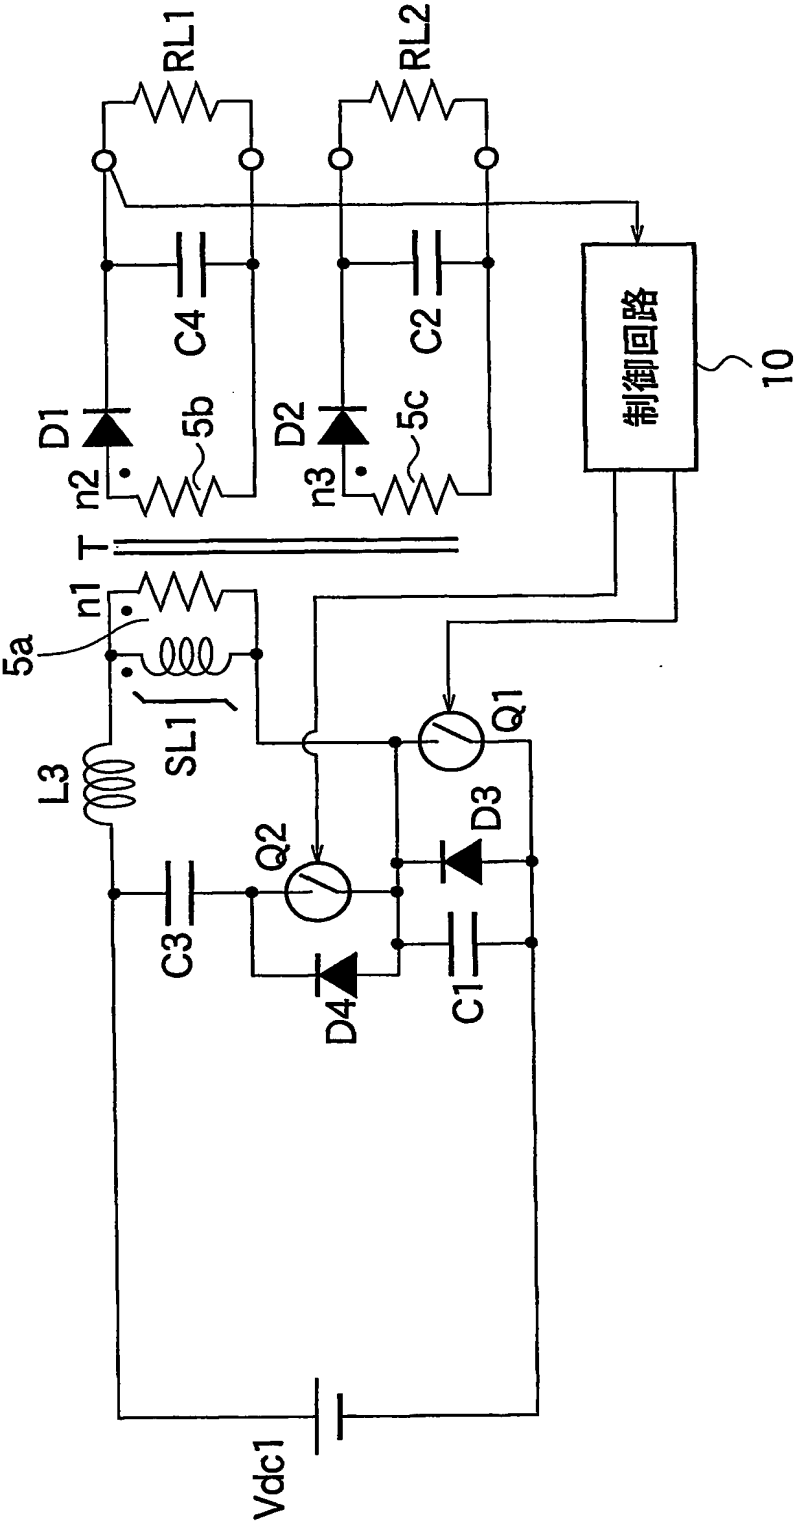 Vdc1
C3
D4
Q2
C1
D3
Q1
L3
SL1
5a
n1
T
n2
5b
D1
C4
RL1
n3
5c
D2
C2
RL2
制御回路
10